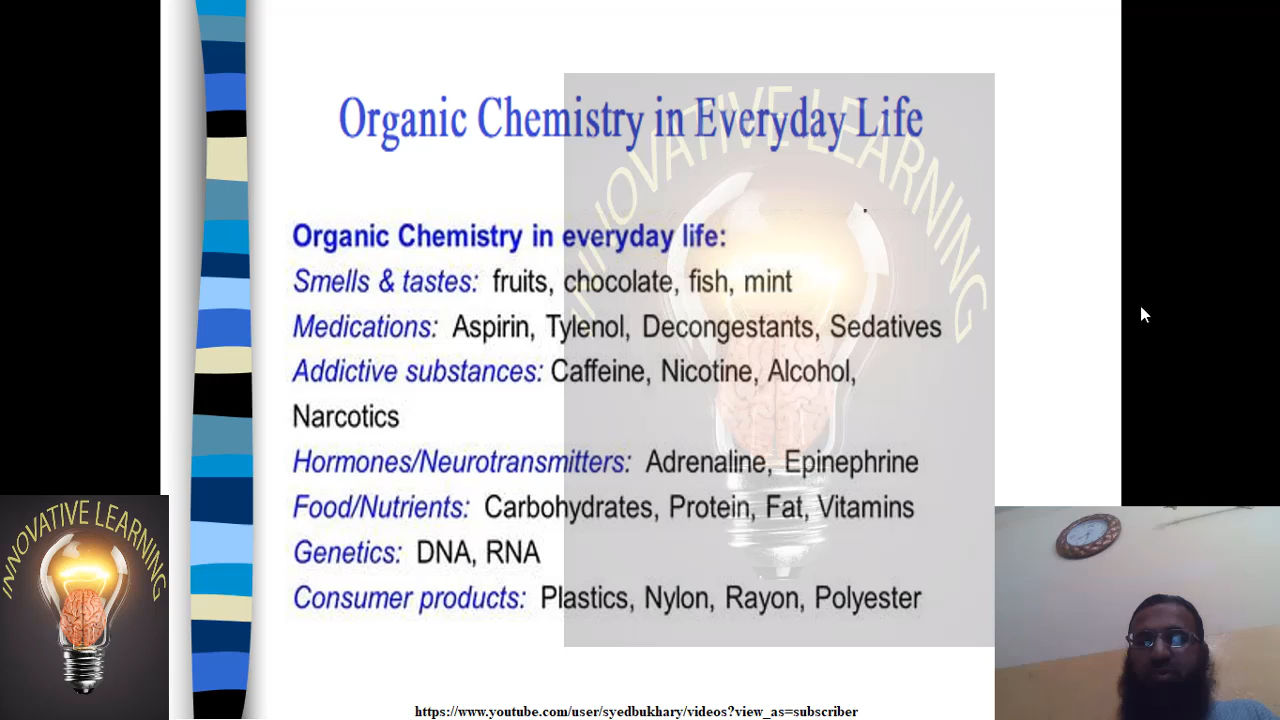 Organic Chemistry in Everyday Life
INNOVATIVE LEARNING
Organic Chemistry in everyday life:
Smells & tastes: fruits, chocolate, fish, mint
Medications: Aspirin, Tylenol, Decongestants, Sedatives
Addictive substances: Caffeine, Nicotine, Alcohol,
Narcotics
Hormones/Neurotransmitters: Adrenaline, Epinephrine
Food/Nutrients: Carbohydrates, Protein, Fat, Vitamins
Genetics: DNA, RNA
Consumer products: Plastics, Nylon, Rayon, Polyester
INNOVATIVE LEARNING
https://www.youtube.com/user/syedbukhary/videos?view_as=subscriber